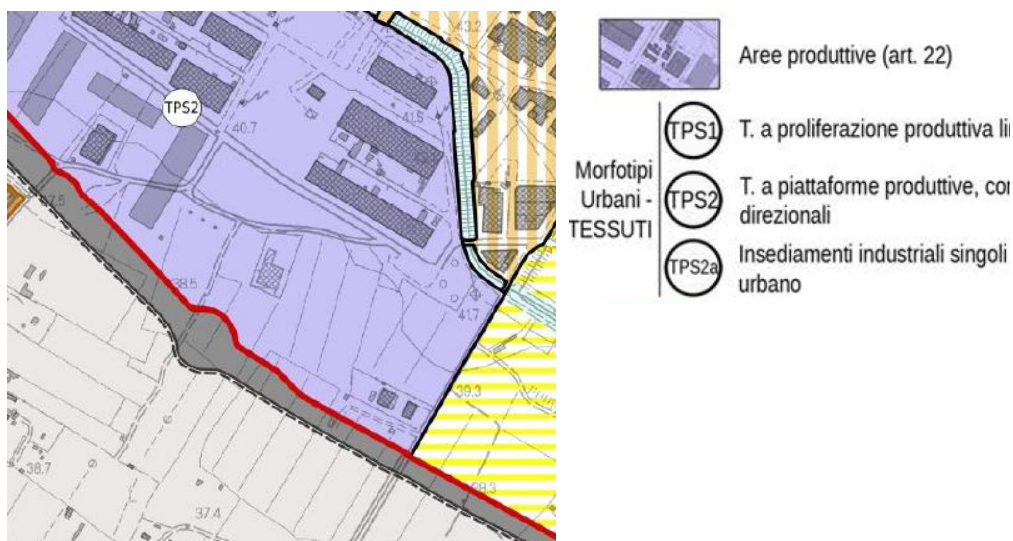 43.2
TPS2
40.7
41.5
37.5
38.5
41.7
39.3
38.7
38.3
37.4
Aree produttive (art. 22)
Morfotipi
Urbani -
TESSUTI
TPS1
T. a proliferazione produttiva
TPS2
T. a piattaforme produttive,
direzionali
TPS2a
Insediamenti industriali singoli
urbano